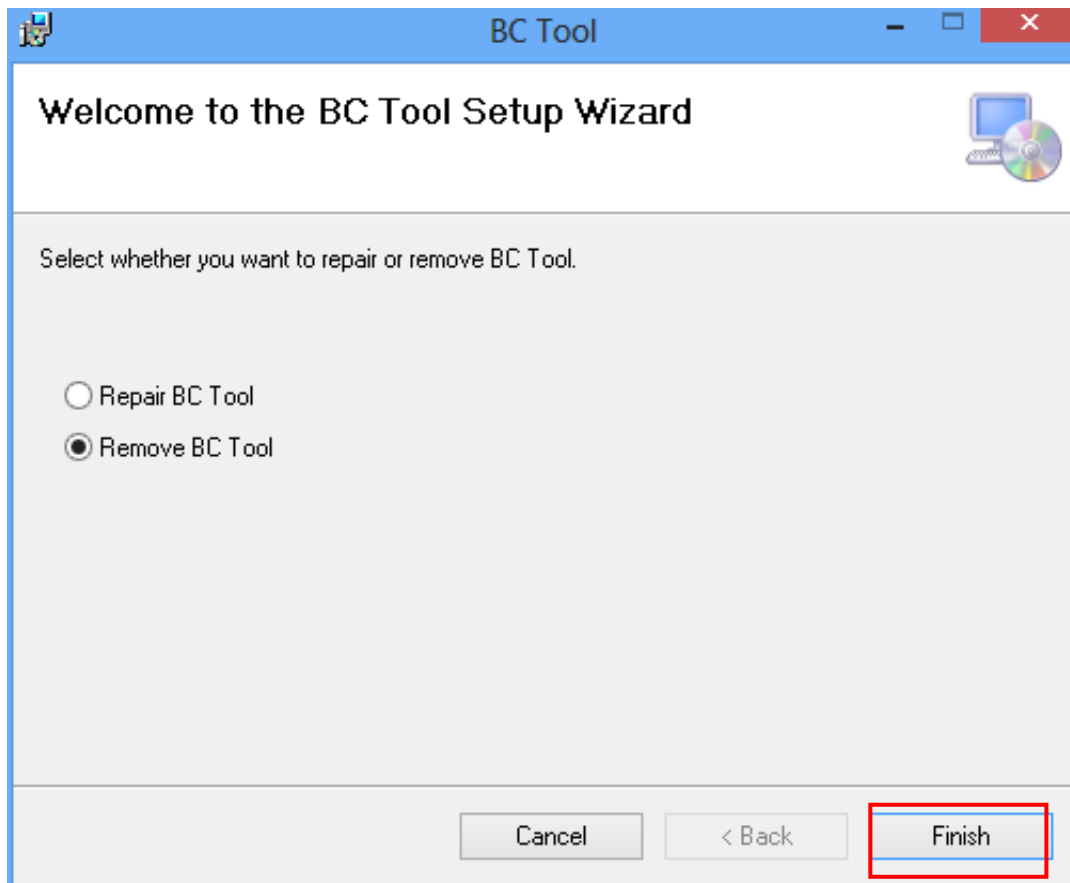 BC Tool
Welcome to the BC Tool Setup Wizard
Select whether you want to repair or remove BC Tool.
Repair BC Tool
Remove BC Tool
Cancel
< Back
Finish